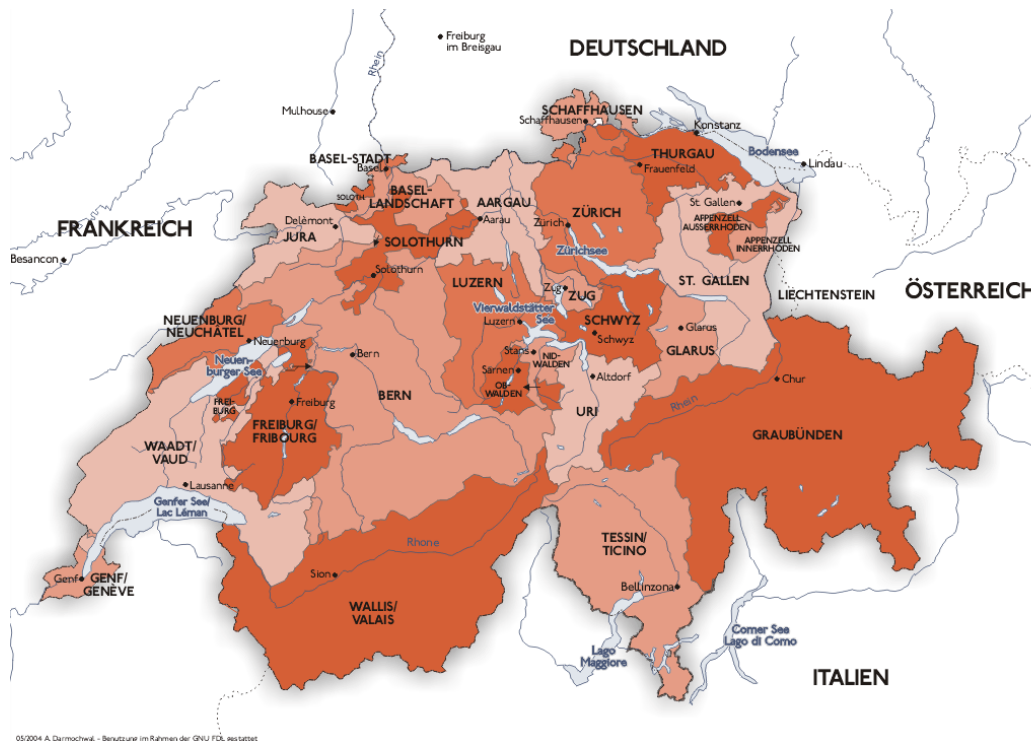 Freiburg
im Breisgau
DEUTSCHLAND
Rhein
Mulhouse
SCHAFFHAUSEN
Schaffhausen
Konstanz
Bodensee
Lindau
BASEL-STADT
Basel
THURGAU
Frauenfeld
SOLOTH
BASEL-
LANDSCHAFT
AARGAU
Aarau
ZÜRICH
Zürich
St. Gallen
APPENZELL
AUSSERRHODEN
APPENZELL
INNERRHODEN
FRANKREICH
Besancon
Delèmont
JURA
SOLOTHURN
Solothurn
Zürichsee
LUZERN
Zug
ZUG
ST. GALLEN
LIECHTENSTEIN
ÖSTERREICH
NEUENBURG/
NEUCHÂTEL
Neuenburg
Vierwaldstätter
See
Luzern
SCHWYZ
Schwyz
Glarus
GLARUS
Neuen-
burger See
Bern
Stans
NID-
WALDEN
Sarnen
OB
WALDEN
Altdorf
Chur
FREI-
BURG
Freiburg
BERN
URI
Rhein
FREIBURG/
FRIBOURG
GRAUBÜNDEN
WAADT/
VAUD
Lausanne
Genfer See/
Lac Léman
Rhone
TESSIN/
TICINO
Genf
GENF/
GENÈVE
Sion
Bellinzona
WALLIS/
VALAIS
Lago
Maggiore
Comer See
Lago di Como
ITALIEN
05/2004 A. Darmochwal - Benutzung im Rahmen der GNU FDL gestattet